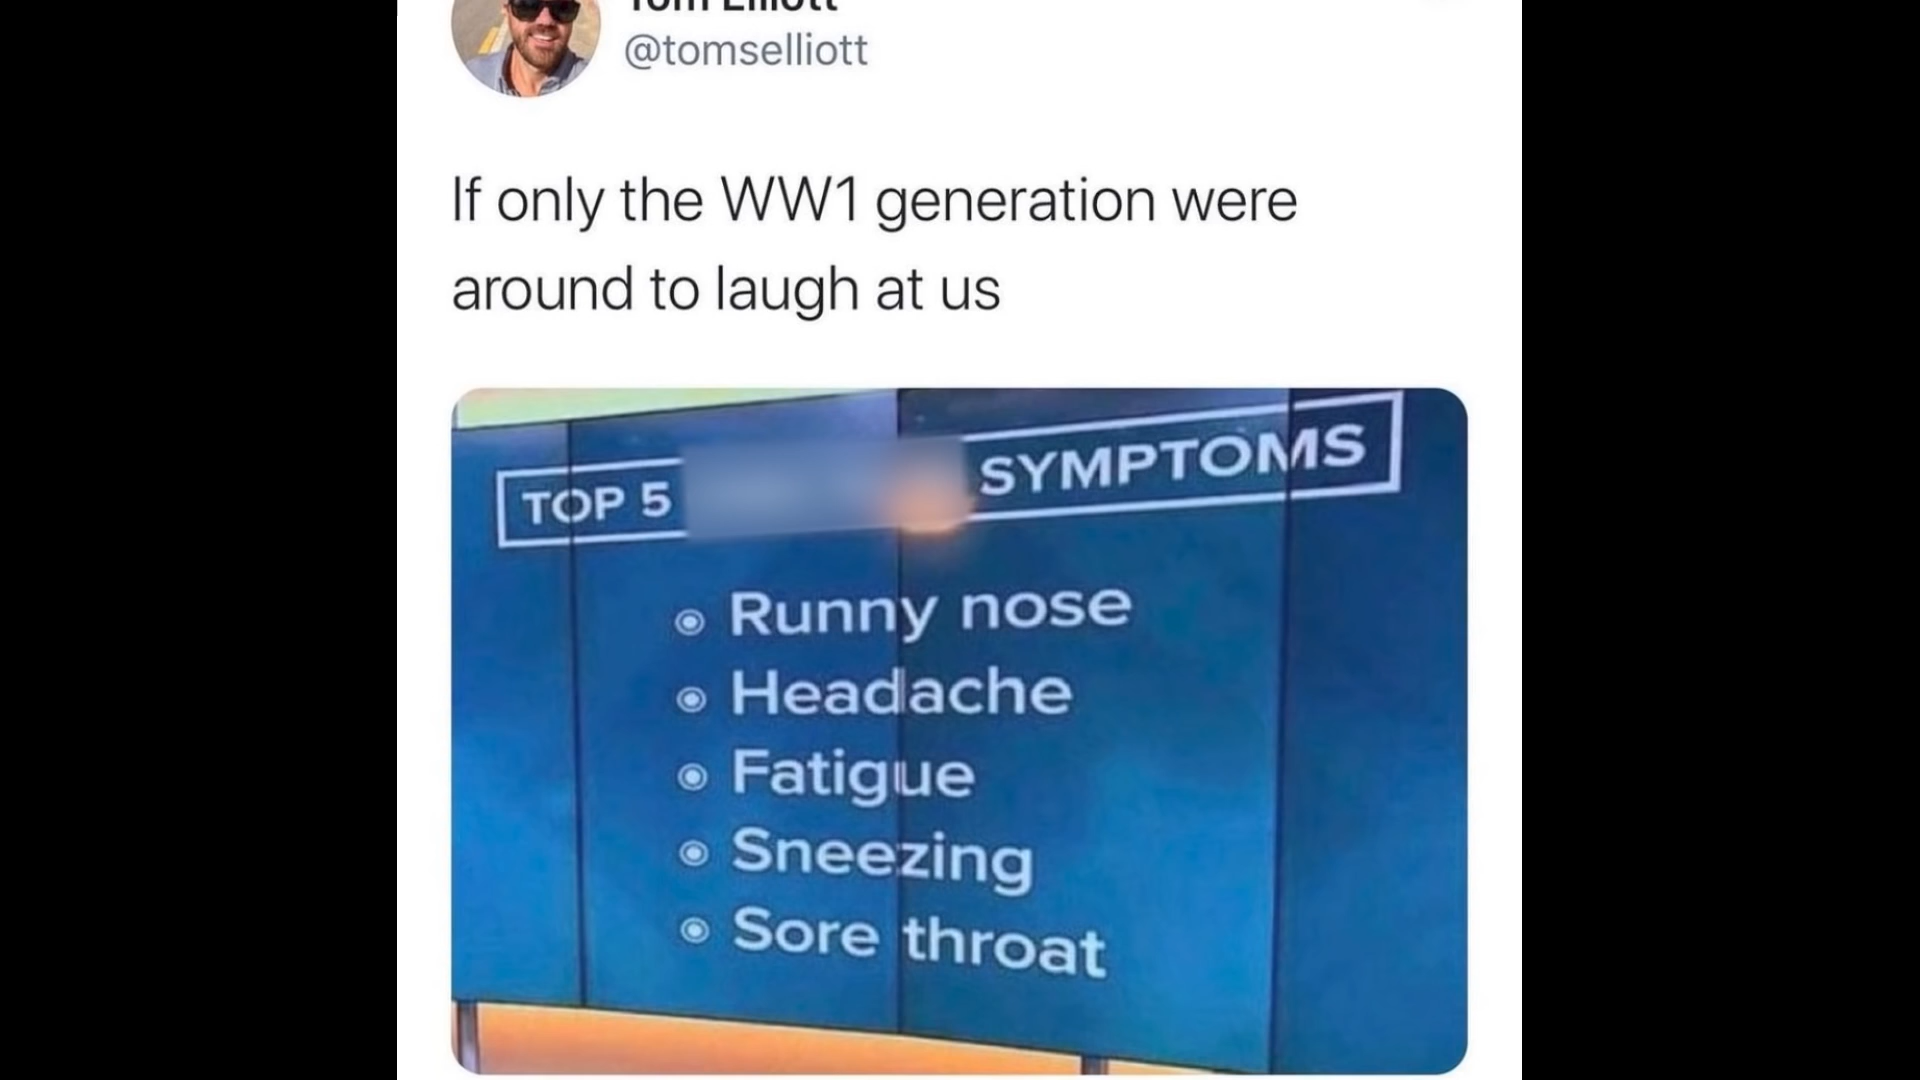 @tomselliott
If only the WW1 generation were
around to laugh at us
TOP 5 SYMPTOMS
Runny nose
Headache
Fatigue
Sneezing
Sore throat